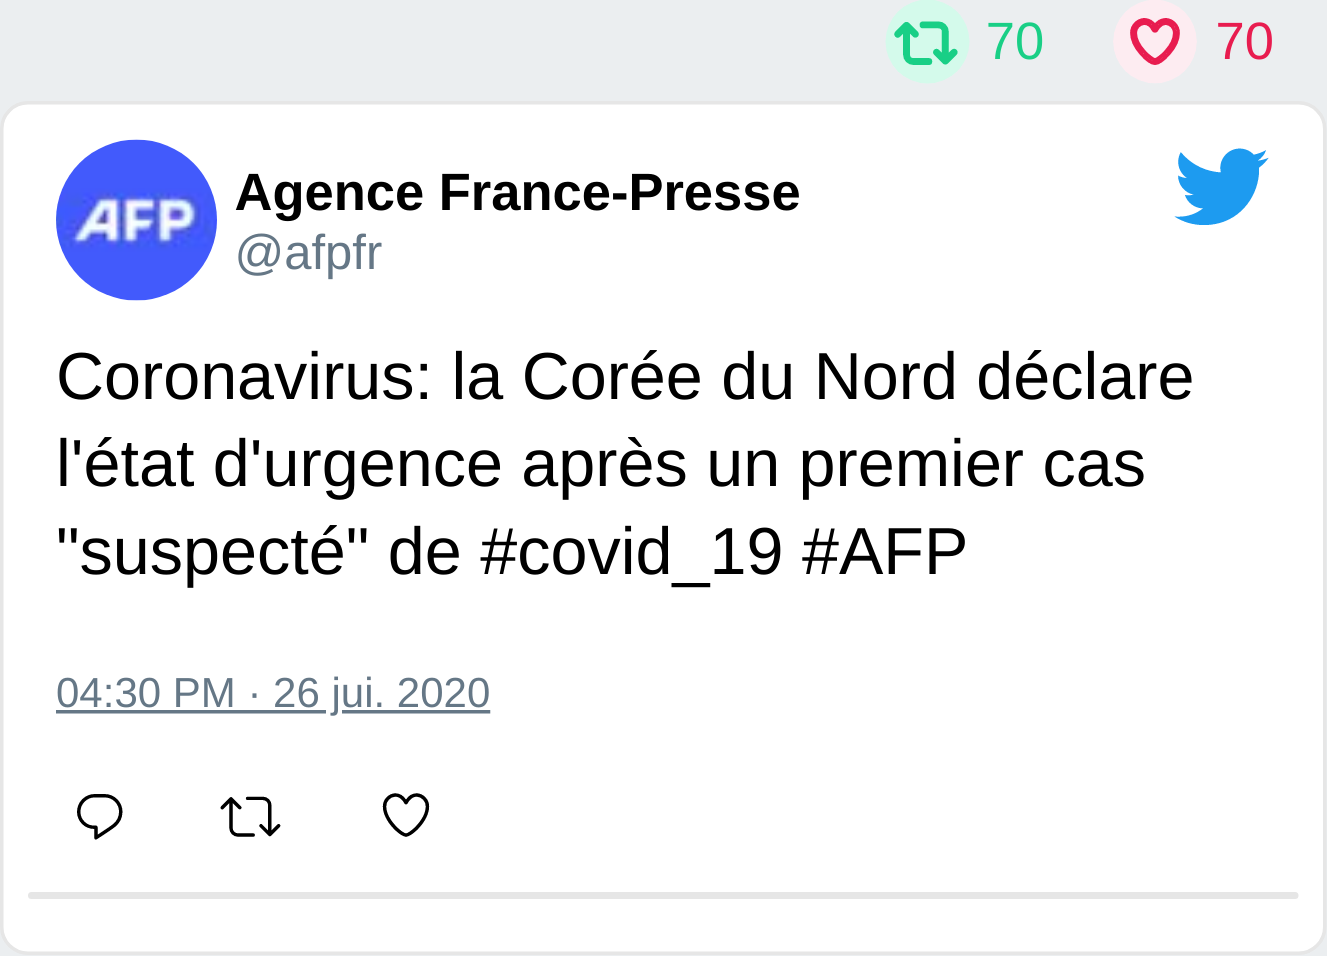 70 70
AFP
Agence France-Presse
@afpfr
Coronavirus: la Corée du Nord déclare
l'état d'urgence après un premier cas
"suspecté" de #covid_19 #AFP
04:30 PM · 26 jui. 2020